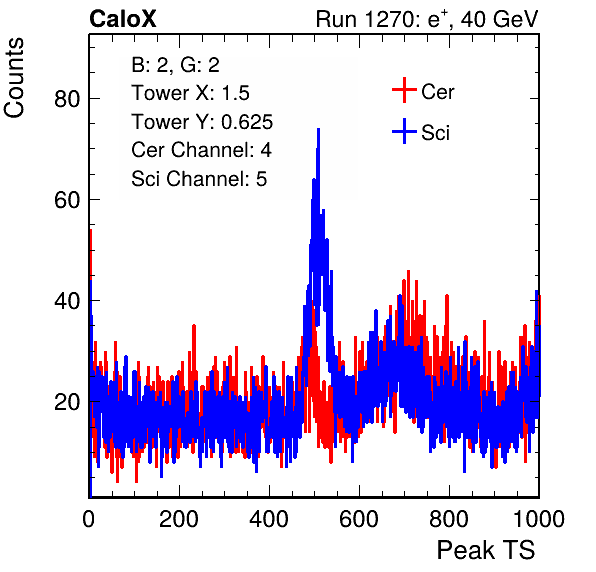 CaloX Run 1270: e⁺, 40 GeV
Counts
B: 2, G: 2
Tower X: 1.5
Tower Y: 0.625
Cer Channel: 4
Sci Channel: 5
Cer
Sci
80
60
40
20
0 200 400 600 800 1000
Peak TS